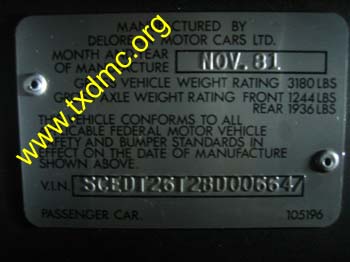 www.txdmc.org
MANUFACTURED BY
DELOREAN MOTOR CARS LTD.
MONTH AND YEAR
OF MANUFACTURE NOV. 81
GROSS VEHICLE WEIGHT RATING 3180 LBS
GROSS AXLE WEIGHT RATING FRONT 1244 LBS
REAR 1936 LBS
THIS VEHICLE CONFORMS TO ALL
APPLICABLE FEDERAL MOTOR VEHICLE
SAFETY AND BUMPER STANDARDS IN
EFFECT ON THE DATE OF MANUFACTURE
SHOWN ABOVE.
V.I.N. SCEDT26T28D006647
PASSENGER CAR. 105196